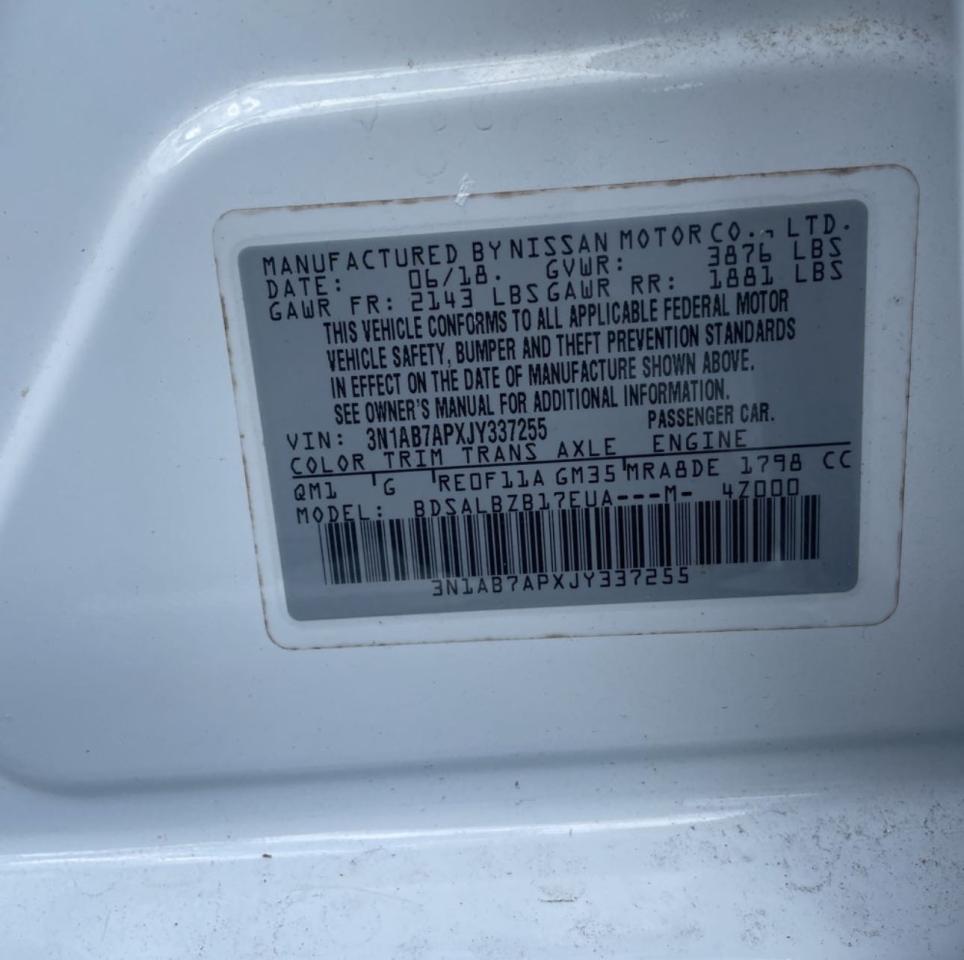 MANUFACTURED BY NISSAN MOTOR CO., LTD.
DATE: 06/18. GVWR: 3876 LBS
GAWR FR: 2143 LBS GAWR RR: 1881 LBS
THIS VEHICLE CONFORMS TO ALL APPLICABLE FEDERAL MOTOR
VEHICLE SAFETY, BUMPER AND THEFT PREVENTION STANDARDS
IN EFFECT ON THE DATE OF MANUFACTURE SHOWN ABOVE.
SEE OWNER'S MANUAL FOR ADDITIONAL INFORMATION.
VIN: 3N1AB7APXJY337255 PASSENGER CAR.
COLOR TRIM TRANS AXLE ENGINE
QM1 G RE0F11A GM35 MRA8DE 1798 CC
MODEL: BDSALBZB17EUA---M- 4Z000
3N1AB7APXJY337255